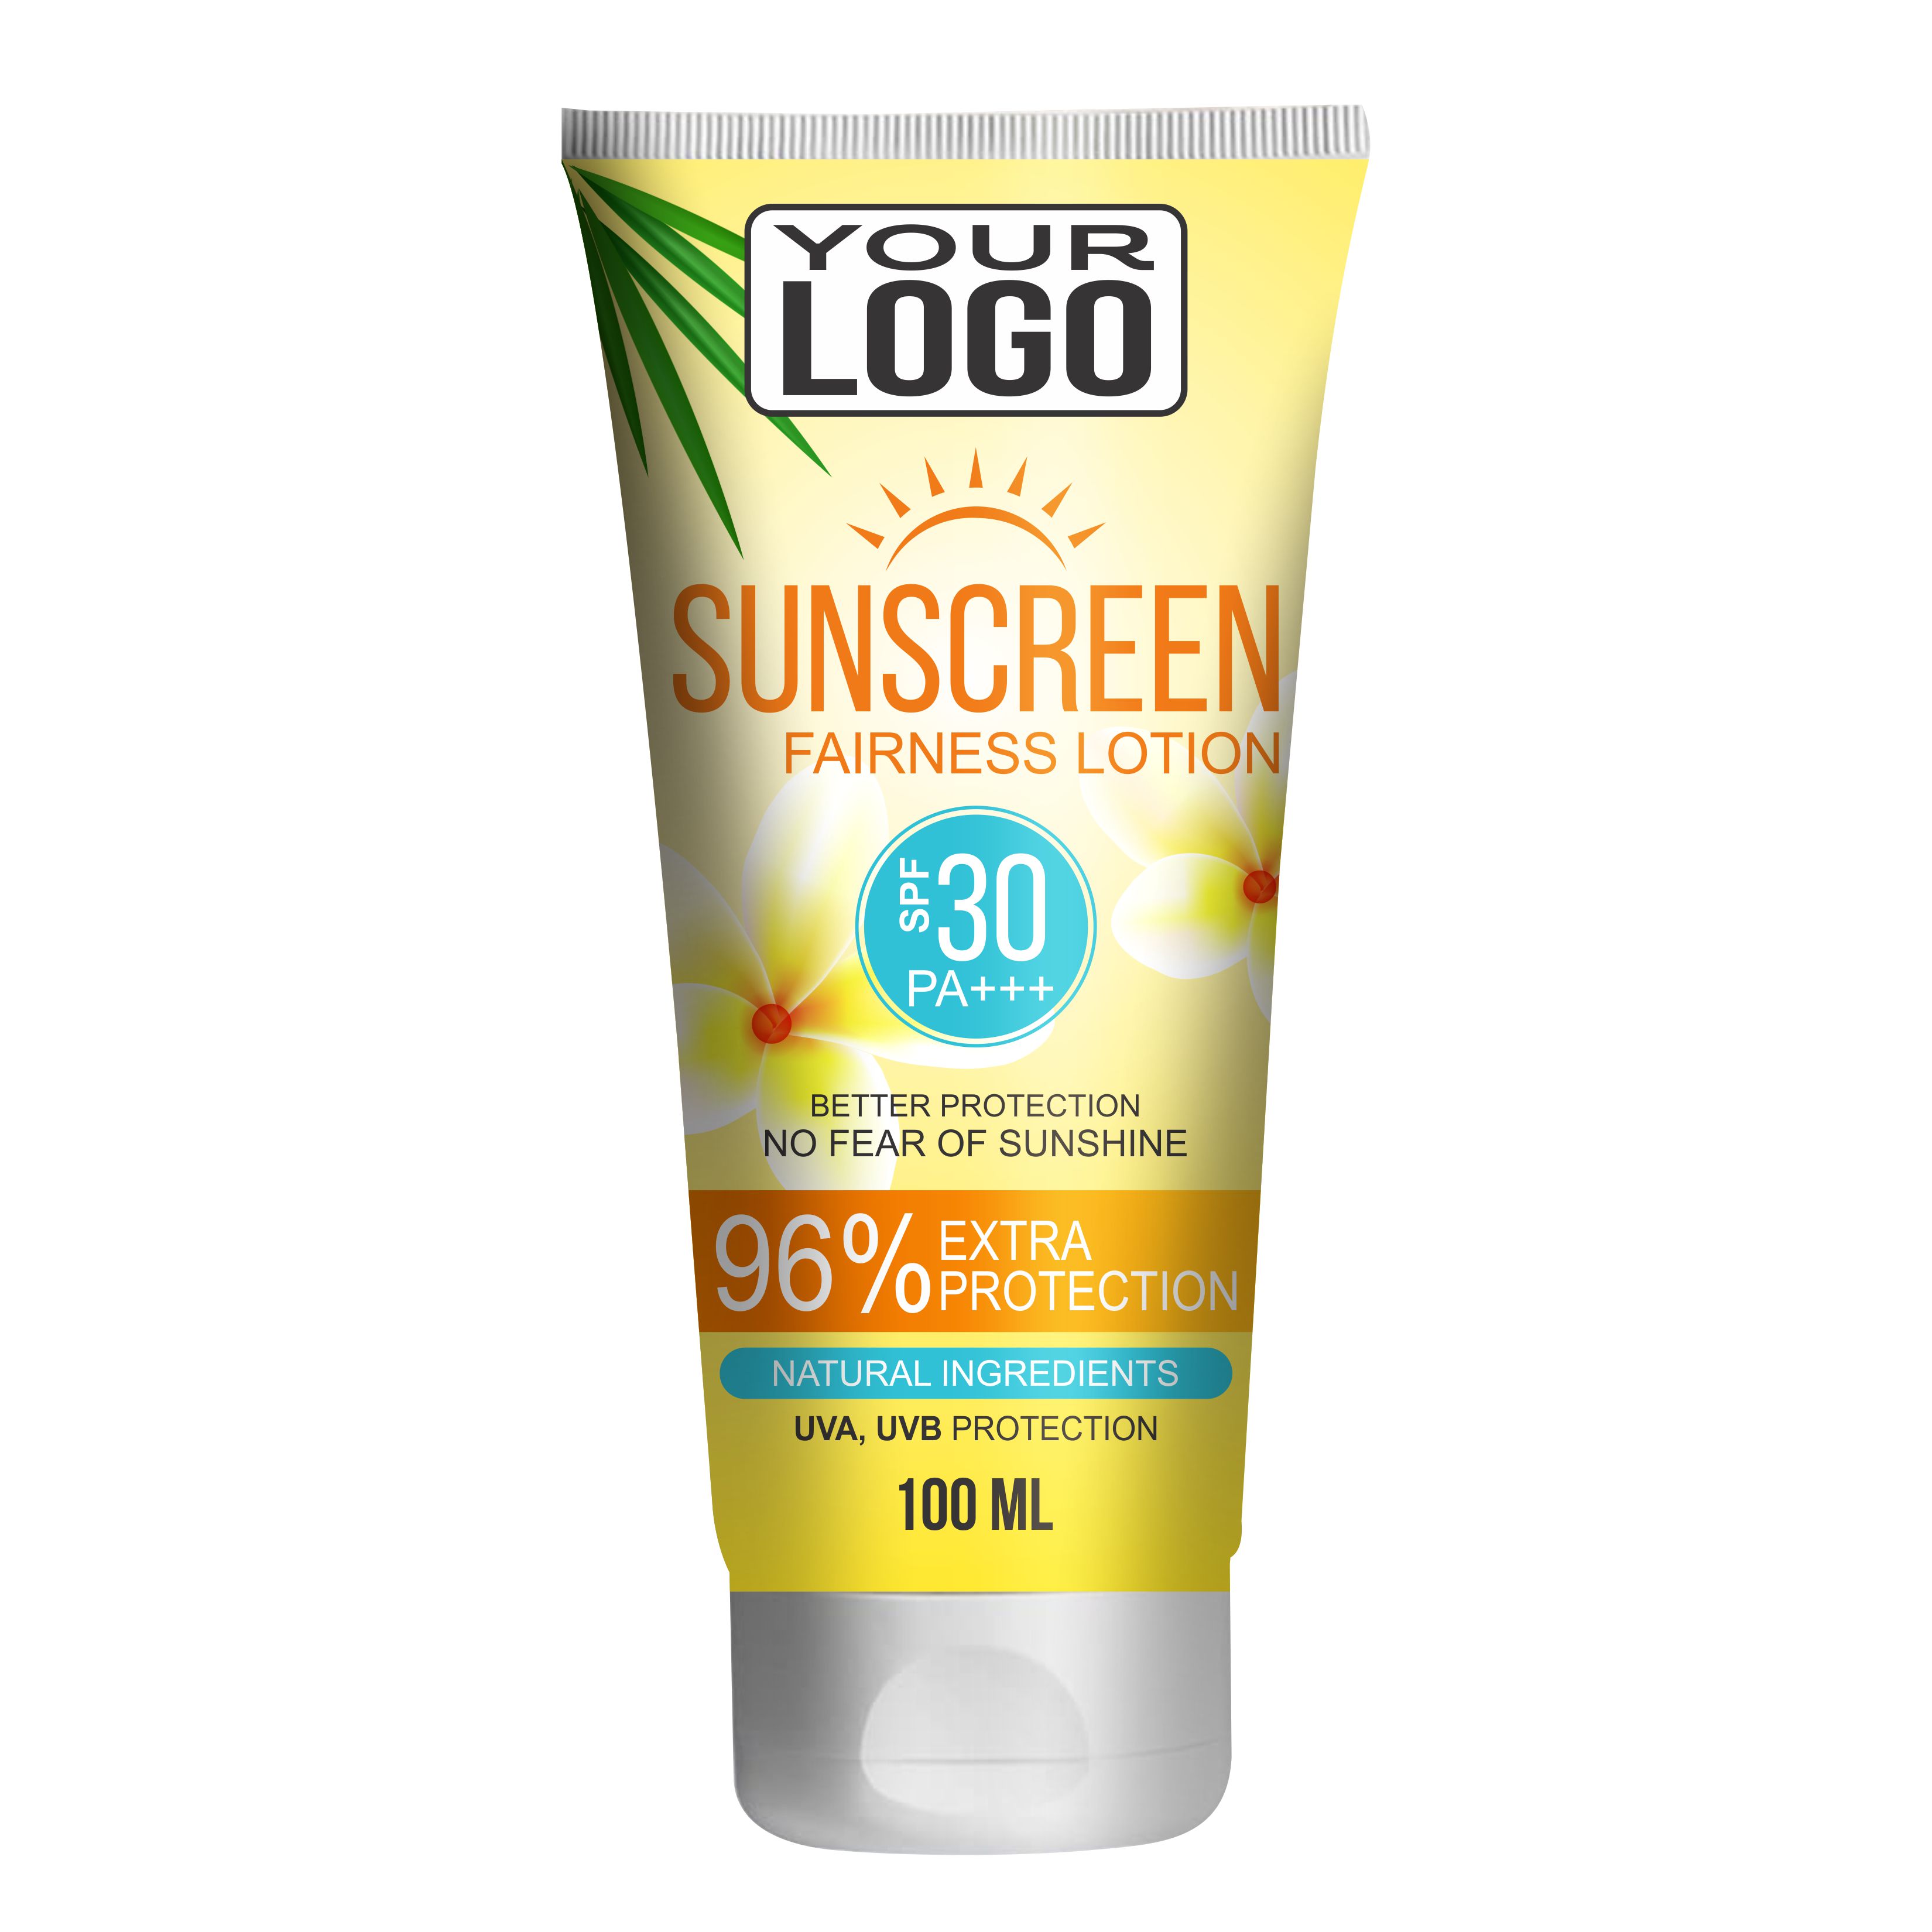 YOUR
LOGO
SUNSCREEN
FAIRNESS LOTION
SPF 30
PA+++
BETTER PROTECTION
NO FEAR OF SUNSHINE
96% EXTRA
PROTECTION
NATURAL INGREDIENTS
UVA, UVB PROTECTION
100 ML